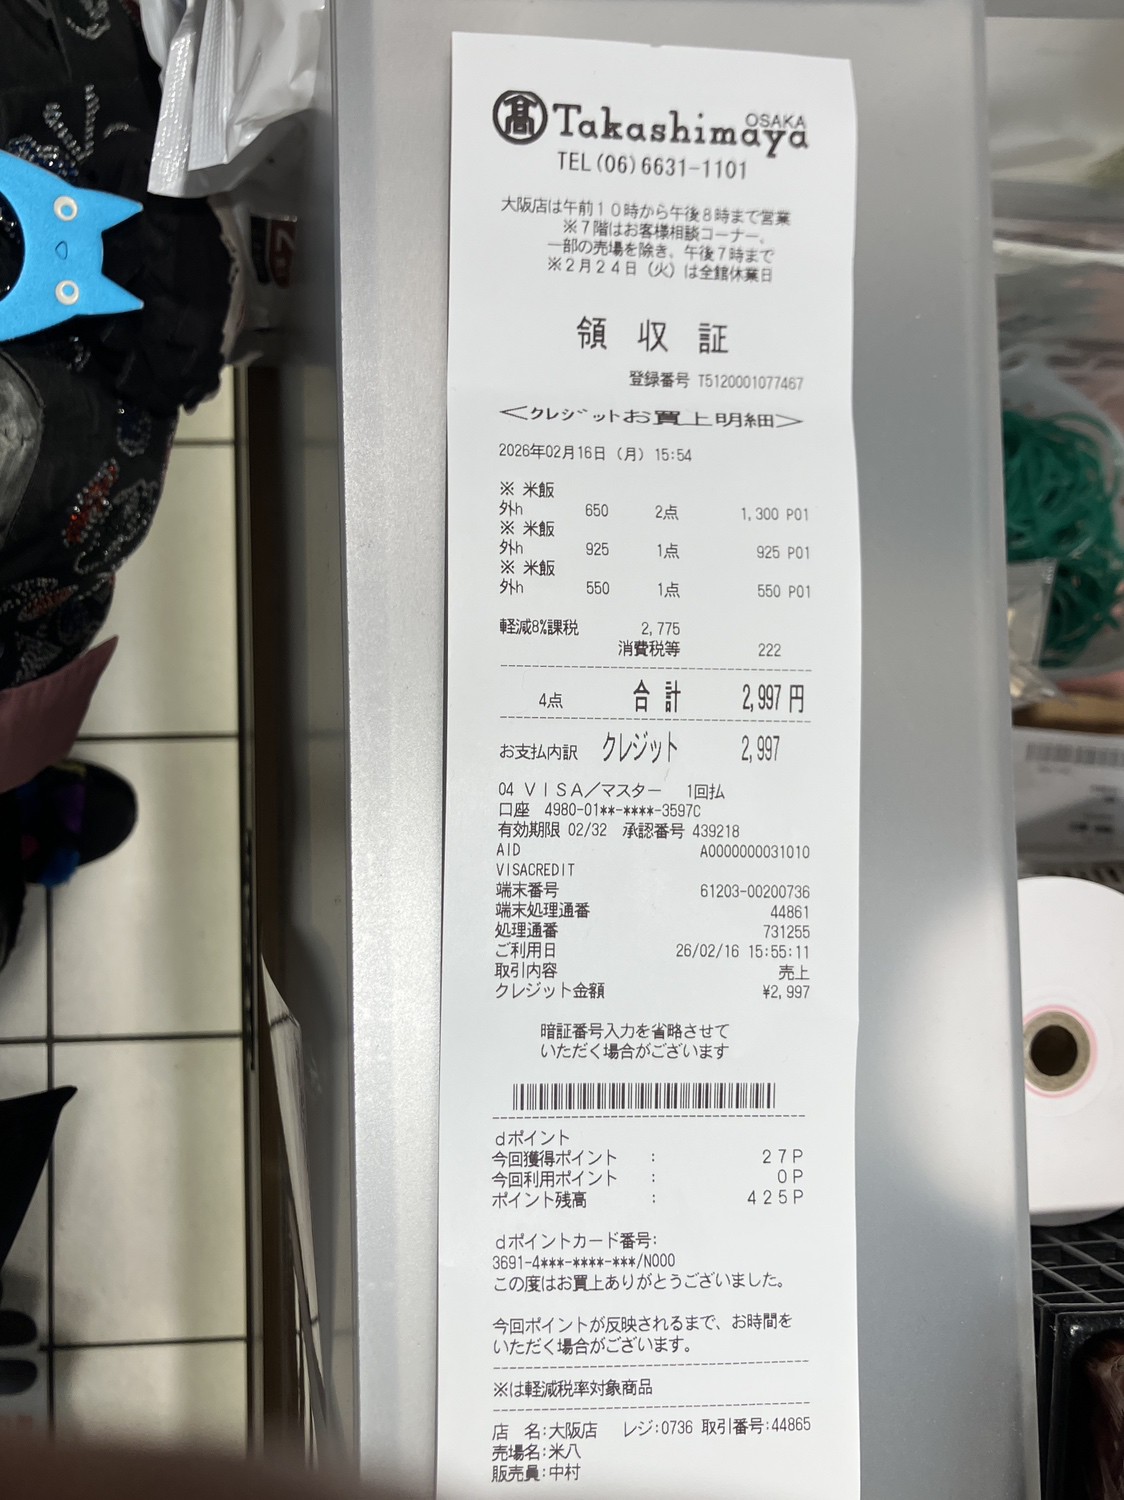 髙 Takashimaya OSAKA
TEL(06)6631-1101
大阪店は午前10時から午後8時まで営業
※7階はお客様相談コーナー、
一部の売場を除き、午後7時まで
※2月24日（火）は全館休業日
領 収 証
登録番号 T5120001077467
＜クレジットお買上明細＞
2026年02月16日（月）15:54
※ 米飯
外h 650 2点 1,300 P01
※ 米飯
外h 925 1点 925 P01
※ 米飯
外h 550 1点 550 P01
軽減8%課税 2,775
消費税等 222
4点 合 計 2,997 円
お支払内訳 クレジット 2,997
04 VISA／マスター 1回払
口座 4980-01**-****-3597C
有効期限 02/32 承認番号 439218
AID A0000000031010
VISACREDIT
端末番号 61203-00200736
端末処理通番 44861
処理通番 731255
ご利用日 26/02/16 15:55:11
取引内容 売上
クレジット金額 ¥2,997
暗証番号入力を省略させて
いただく場合がございます
dポイント
今回獲得ポイント : 27P
今回利用ポイント : 0P
ポイント残高 : 425P
dポイントカード番号:
3691-4***-****-***/N000
この度はお買上ありがとうございました。
今回ポイントが反映されるまで、お時間を
いただく場合がございます。
※は軽減税率対象商品
店 名:大阪店 レジ:0736 取引番号:44865
売場名:米八
販売員:中村